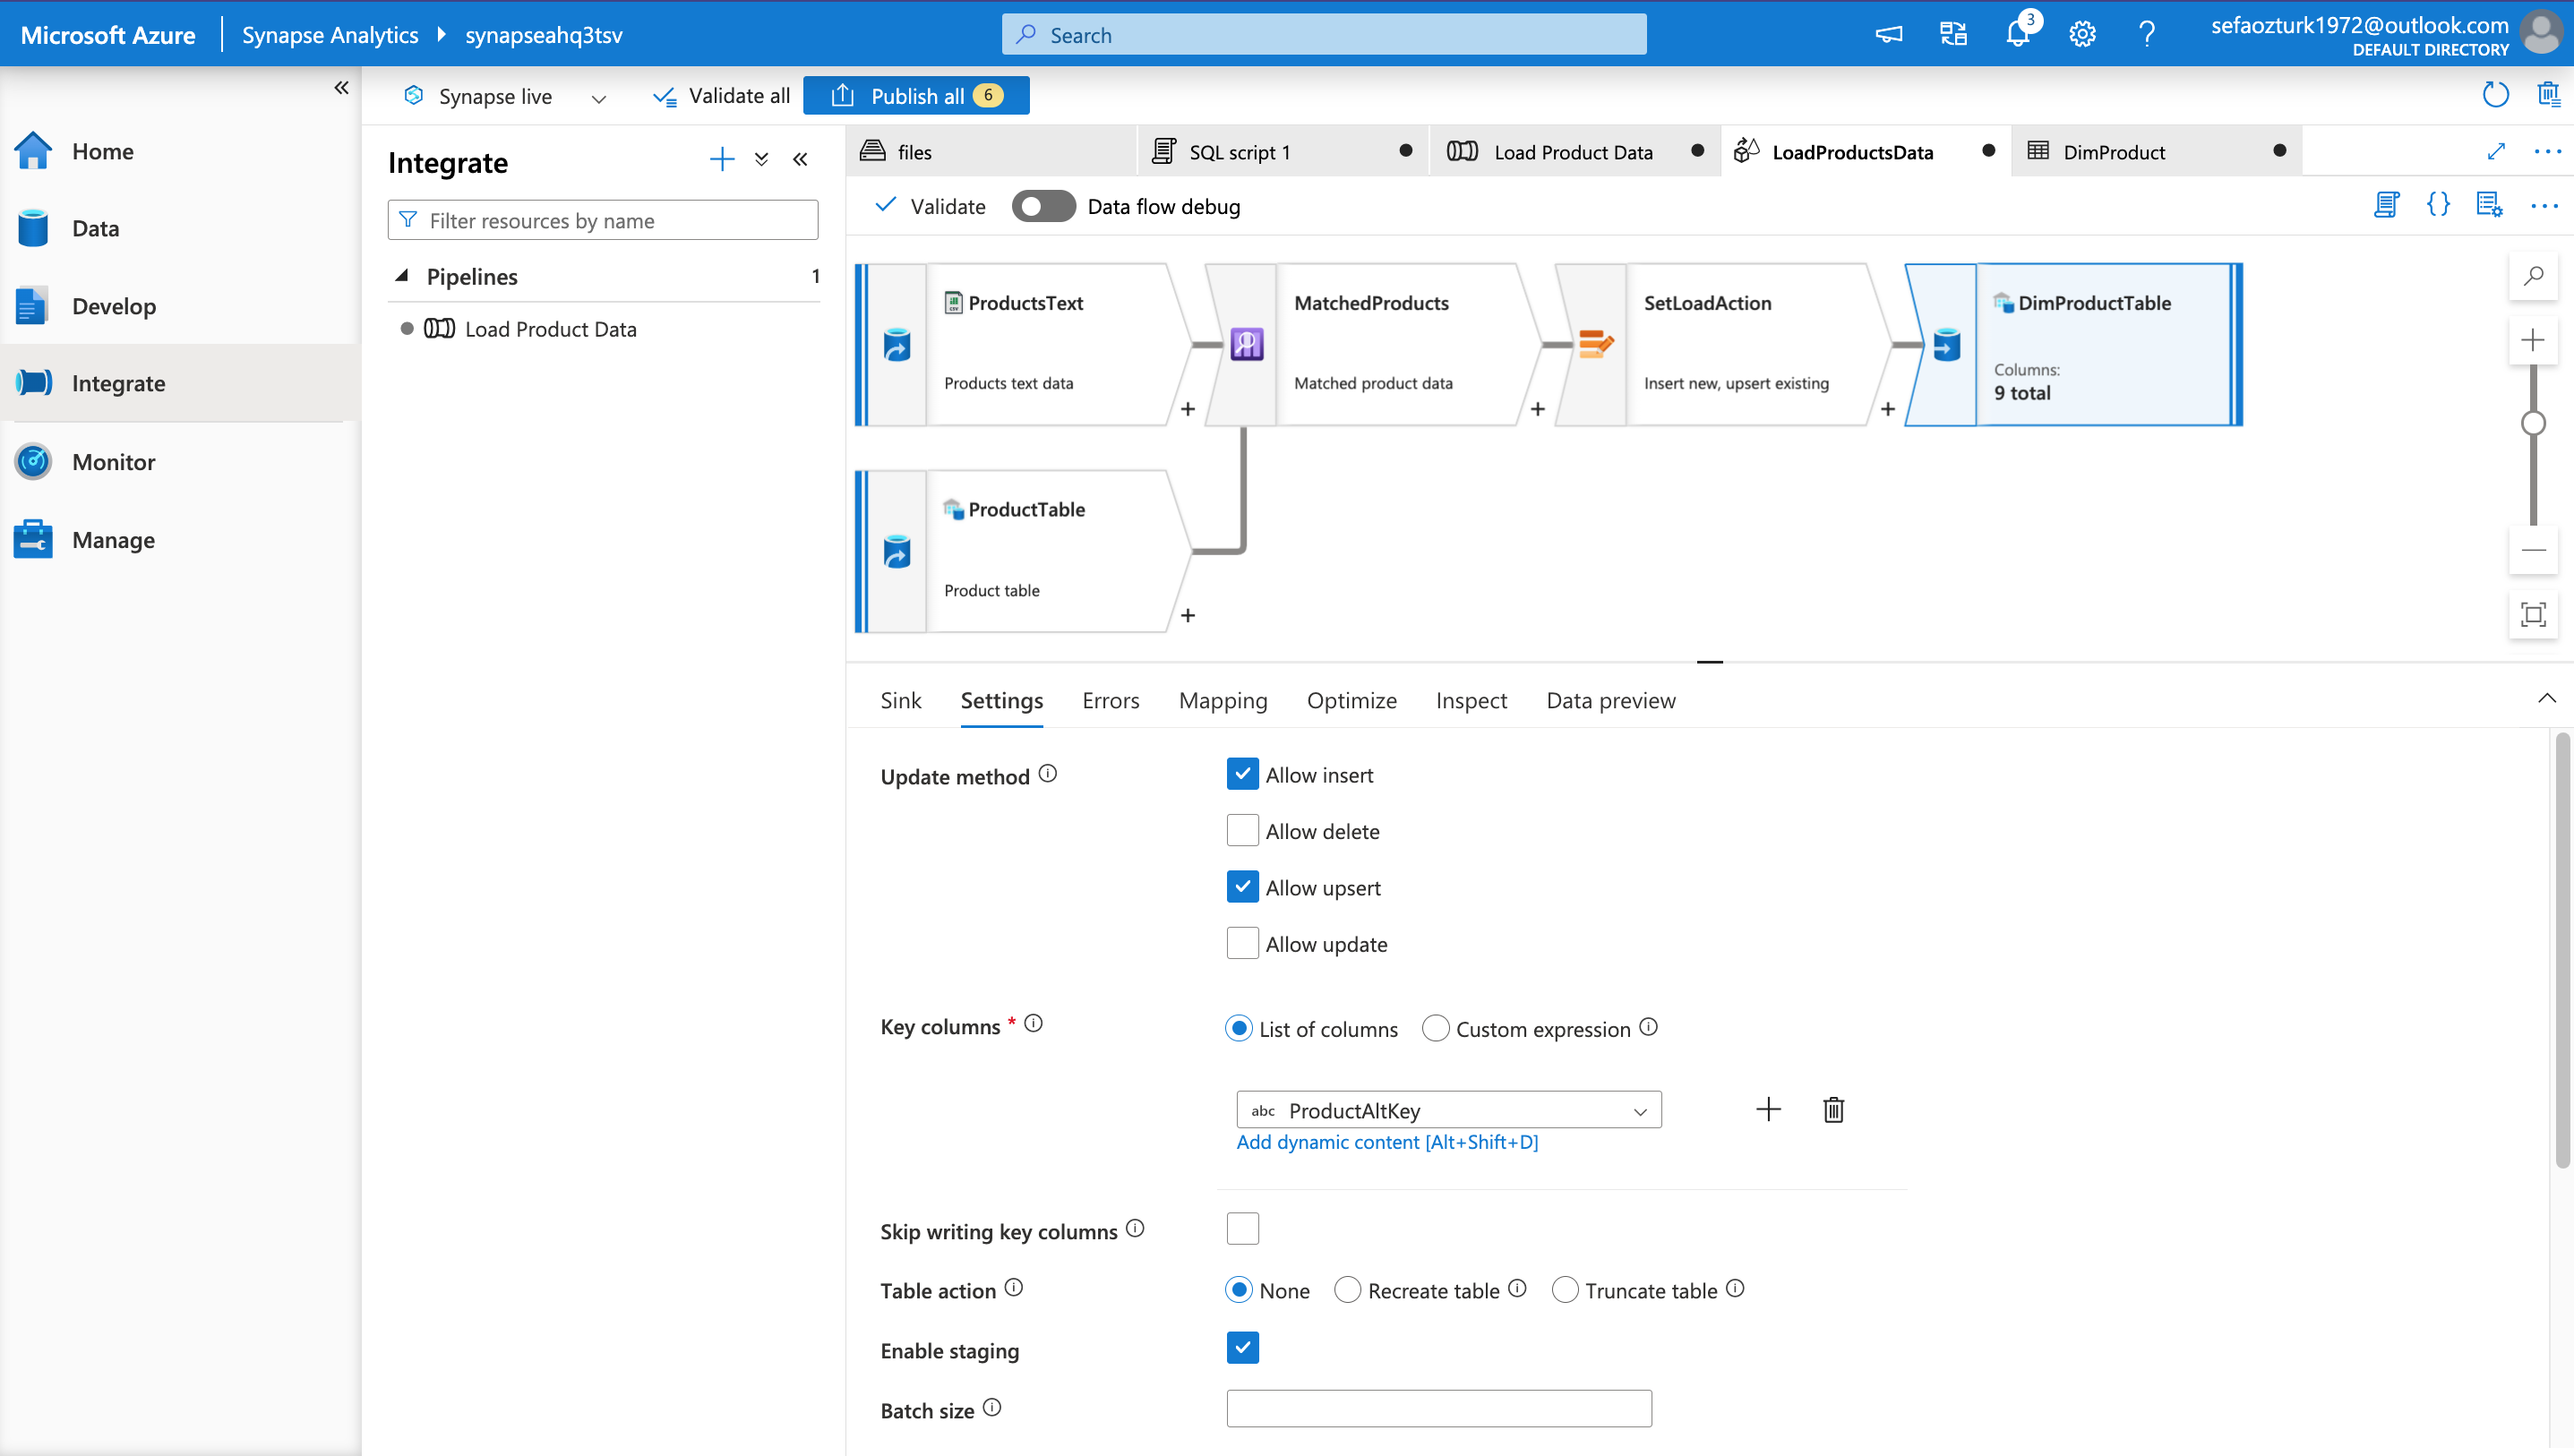 Microsoft Azure
Synapse Analytics
synapseahq3tsv
Search
3
sefaozturk1972@outlook.com
DEFAULT DIRECTORY
Synapse live
Validate all
Publish all 6
Home
Data
Develop
Integrate
Monitor
Manage
Integrate
Filter resources by name
Pipelines 1
Load Product Data
files
SQL script 1
Load Product Data
LoadProductsData
DimProduct
Validate
Data flow debug
ProductsText
Products text data
MatchedProducts
Matched product data
SetLoadAction
Insert new, upsert existing
DimProductTable
Columns:
9 total
ProductTable
Product table
Sink Settings Errors Mapping Optimize Inspect Data preview
Update method
Allow insert
Allow delete
Allow upsert
Allow update
Key columns *
List of columns
Custom expression
abc ProductAltKey
Add dynamic content [Alt+Shift+D]
Skip writing key columns
Table action
None
Recreate table
Truncate table
Enable staging
Batch size